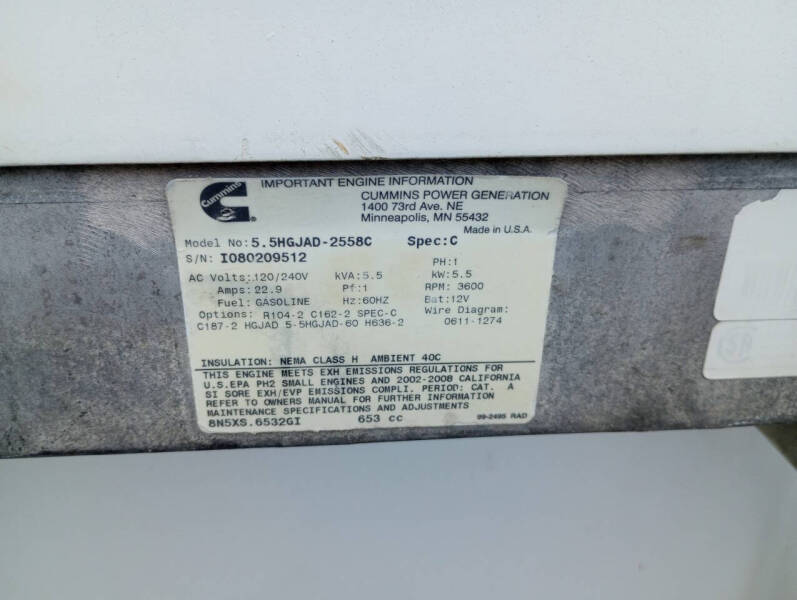 Cummins
IMPORTANT ENGINE INFORMATION
CUMMINS POWER GENERATION
1400 73rd Ave. NE
Minneapolis, MN 55432
Made in U.S.A.
Model No: 5.5HGJAD-2558C Spec: C
S/N: I080209512 PH: 1
AC Volts: 120/240V kVA: 5.5 kW: 5.5
Amps: 22.9 Pf: 1 RPM: 3600
Fuel: GASOLINE Hz: 60HZ Bat: 12V
Options: R104-2 C162-2 SPEC-C Wire Diagram:
C187-2 HGJAD 5-5HGJAD-60 H636-2 0611-1274
INSULATION: NEMA CLASS H AMBIENT 40C
THIS ENGINE MEETS EXH EMISSIONS REGULATIONS FOR
U.S.EPA PH2 SMALL ENGINES AND 2002-2008 CALIFORNIA
SI SORE EXH/EVP EMISSIONS COMPLI. PERIOD: CAT. A
REFER TO OWNERS MANUAL FOR FURTHER INFORMATION
MAINTENANCE SPECIFICATIONS AND ADJUSTMENTS
8N5XS.6532GI 653 cc 99-2495 RAD